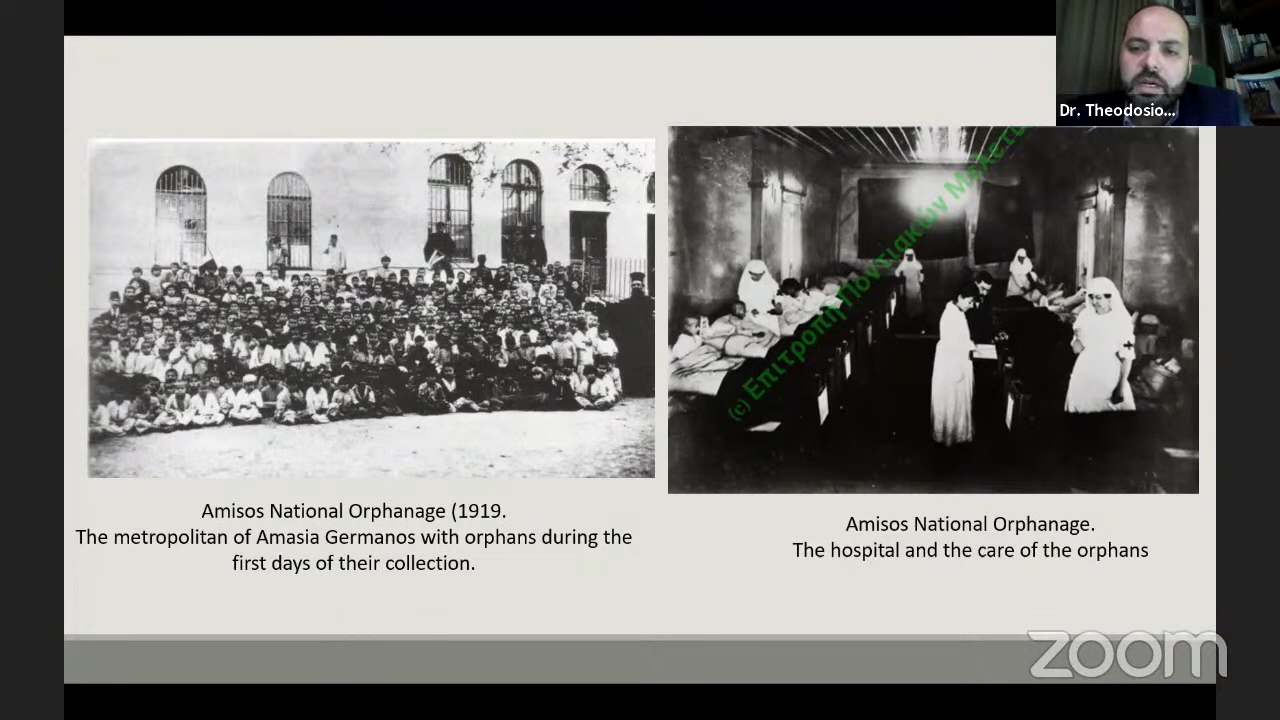 Dr. Theodosio...
(c) Επιτροπή Ποντιακών Μελετώ
Amisos National Orphanage (1919.
The metropolitan of Amasia Germanos with orphans during the
first days of their collection.
Amisos National Orphanage.
The hospital and the care of the orphans
zoom